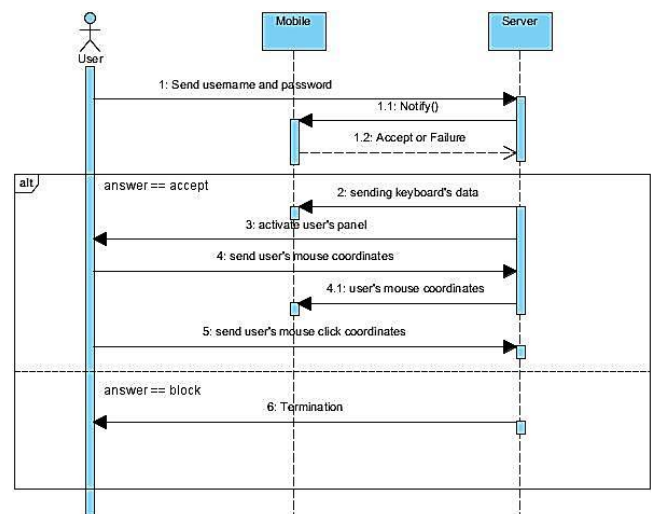 Mobile
Server
User
1: Send username and password
1.1: Notify()
1.2: Accept or Failure
alt
answer == accept
2: sending keyboard's data
3: activate user's panel
4: send user's mouse coordinates
4.1: user's mouse coordinates
5: send user's mouse click coordinates
answer == block
6: Termination